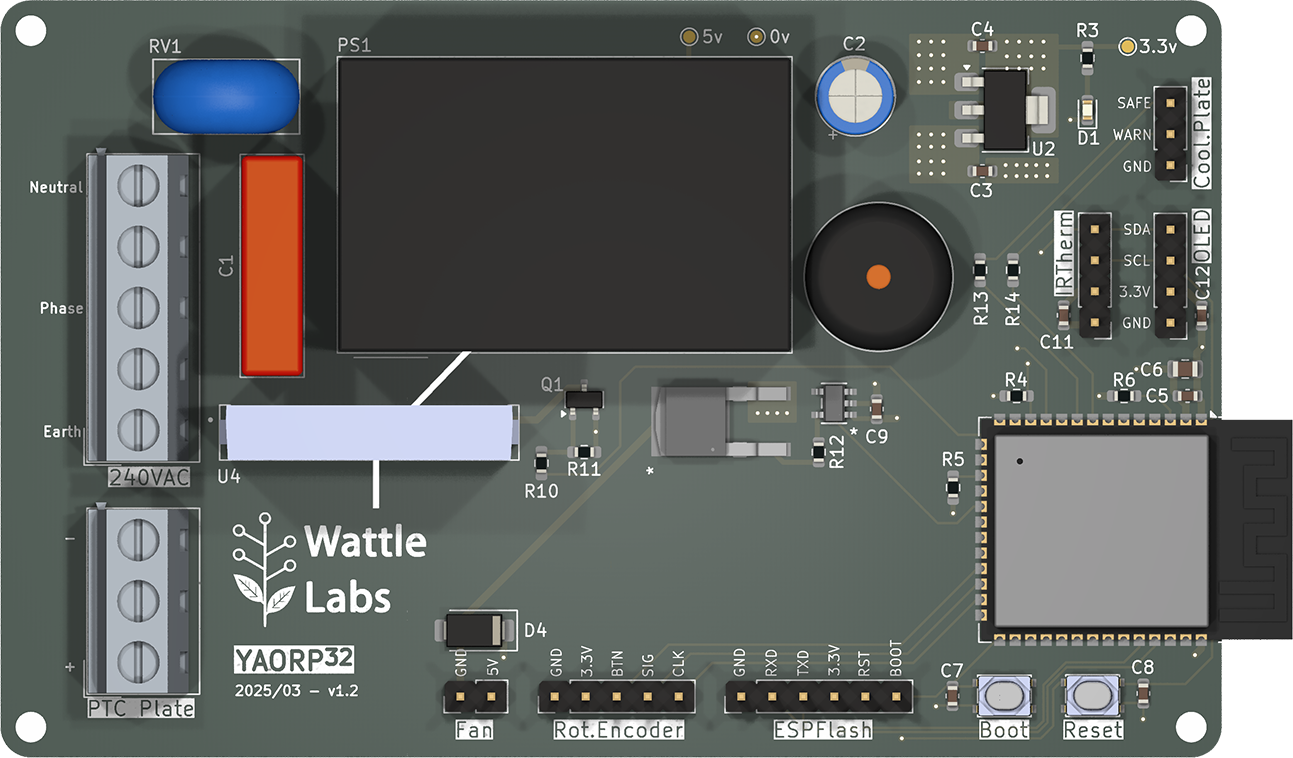 RV1
PS1
5v
0v
C2
C4
R3
3.3v
SAFE
WARN
GND
Cool.Plate
D1
U2
C3
Neutral
Phase
Earth
240VAC
C1
IRTherm
SDA
SCL
3.3V
GND
OLED
C12
C11
R13
R14
C6
C5
R4
R6
Q1
R11
R10
U4
*
R12
*
C9
R5
−
+
PTC Plate
Wattle
Labs
YAORP32
2025/03 – v1.2
D4
GND
5V
Fan
GND
3.3V
BTN
SIG
CLK
Rot.Encoder
GND
RXD
TXD
3.3V
RST
BOOT
ESPFlash
C7
Boot
C8
Reset